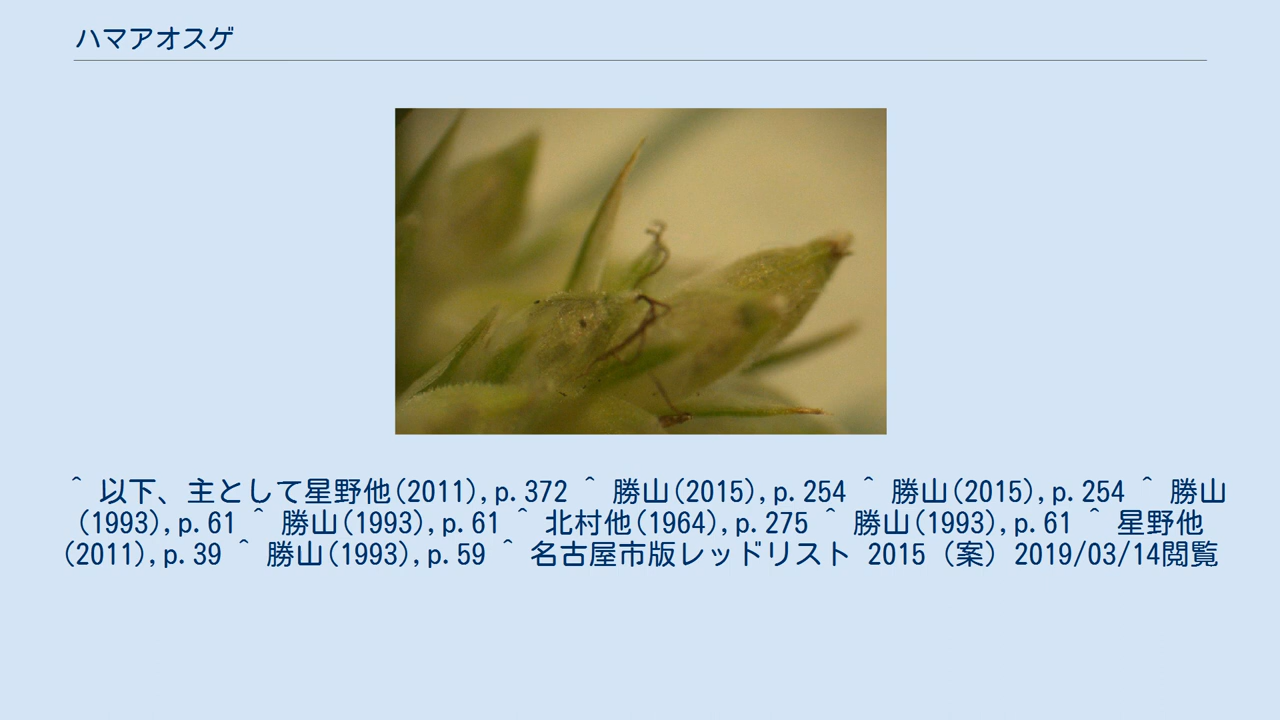 ハマアオスゲ
^ 以下、主として星野他(2011),p.372 ^ 勝山(2015),p.254 ^ 勝山(2015),p.254 ^ 勝山
(1993),p.61 ^ 勝山(1993),p.61 ^ 北村他(1964),p.275 ^ 勝山(1993),p.61 ^ 星野他
(2011),p.39 ^ 勝山(1993),p.59 ^ 名古屋市版レッドリスト 2015（案）2019/03/14閲覧